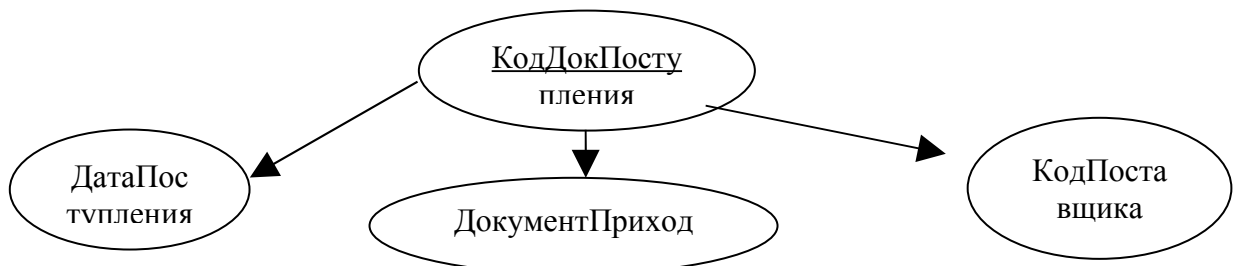 КодДокПосту
пления
ДатаПос
тупления
ДокументПриход
КодПоста
вщика